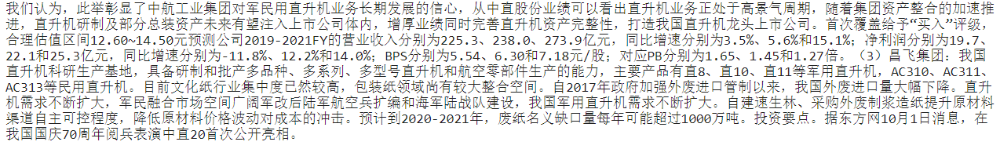 我们认为，此举彰显了中航工业集团对军民用直升机业务长期发展的信心，从中直股份业绩可以看出直升机业务正处于高景气周期，随着集团资产整合的加速推
进，直升机研制及部分总装资产未来有望注入上市公司体内，增厚业绩同时完善直升机资产完整性，打造我国直升机龙头上市公司。首次覆盖给予“买入”评级，
合理估值区间12.60~14.50元预测公司2019-2021FY的营业收入分别为225.3、238.0、273.9亿元，同比增速分别为3.5%、5.6%和15.1%；净利润分别为19.7、
22.1和25.3亿元，同比增速分别为-11.8%、12.2%和14.0%；BPS分别为5.54、6.30和7.18元/股；对应PB分别为1.65、1.45和1.27倍。（3）昌飞集团：我国
直升机科研生产基地，具备研制和批产多品种、多系列、多型号直升机和航空零部件生产的能力，主要产品有直8、直10、直11等军用直升机，AC310、AC311、
AC313等民用直升机。目前文化纸行业集中度已然较高，包装纸领域尚有较大整合空间。自2017年政府加强外废进口管制以来，我国外废进口量大幅下降。直升
机需求不断扩大，军民融合市场空间广阔军改后陆军航空兵扩编和海军陆战队建设，我国军用直升机需求不断扩大。自建速生林、采购外废制浆造纸提升原材料
渠道自主可控程度，降低原材料价格波动对成本的冲击。预计到2020-2021年，废纸名义缺口量每年可能超过1000万吨。投资要点。据东方网10月1日消息，在
我国国庆70周年阅兵表演中直20首次公开亮相。